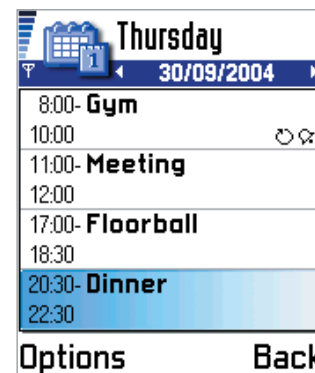 Thursday
1
30/09/2004
8:00- Gym
10:00
11:00- Meeting
12:00
17:00- Floorball
18:30
20:30- Dinner
22:30
Options Back